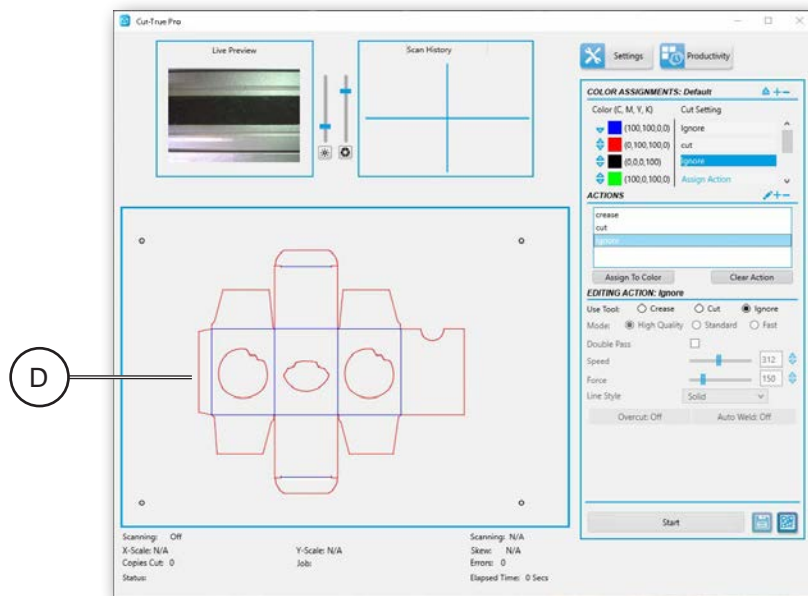 Cut-True Pro
Live Preview
Scan History
Settings
Productivity
COLOR ASSIGNMENTS: Default
Color (C, M, Y, K) Cut Setting
(100,100,0,0) Ignore
(0,100,100,0) cut
(0,0,0,100) Ignore
(100,0,100,0) Assign Action
ACTIONS
crease
cut
Ignore
Assign To Color Clear Action
EDITING ACTION: Ignore
Use Tool: Crease Cut Ignore
Mode: High Quality Standard Fast
Double Pass
Speed 312
Force 150
Line Style Solid
Overcut: Off Auto Weld: Off
Start
D
Scanning: Off Scanning: N/A
X-Scale: N/A Y-Scale: N/A Skew: N/A
Copies Cut: 0 Job: Errors: 0
Status: Elapsed Time: 0 Secs